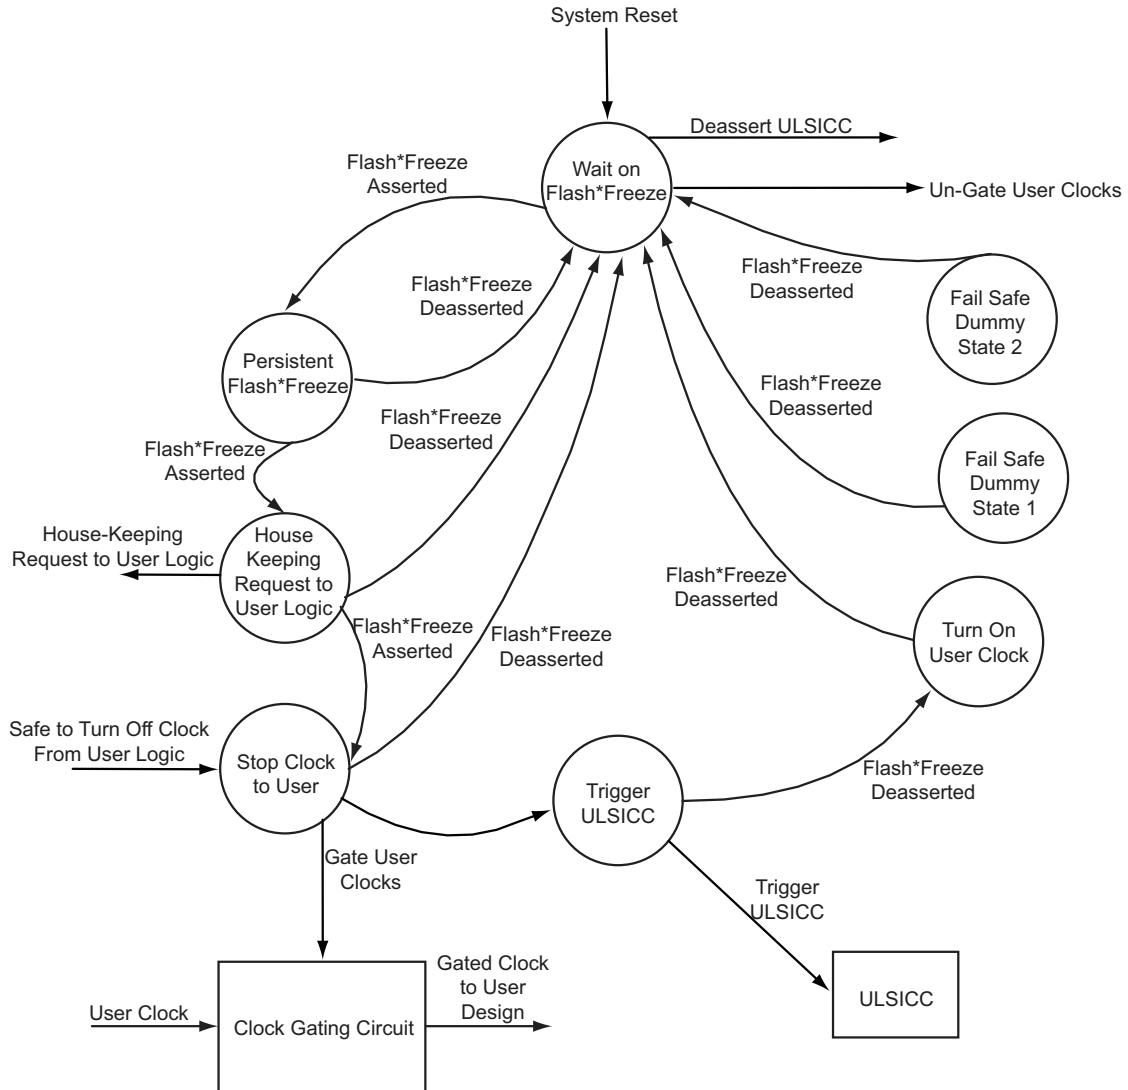 System Reset
Deassert ULSICC
Wait on
Flash*Freeze
Un-Gate User Clocks
Flash*Freeze
Asserted
Flash*Freeze
Deasserted
Flash*Freeze
Deasserted
Fail Safe
Dummy
State 2
Persistent
Flash*Freeze
Flash*Freeze
Deasserted
Flash*Freeze
Deasserted
Fail Safe
Dummy
State 1
Flash*Freeze
Asserted
House-Keeping
Request to User Logic
House
Keeping
Request to
User Logic
Flash*Freeze
Deasserted
Flash*Freeze
Asserted
Flash*Freeze
Deasserted
Turn On
User Clock
Safe to Turn Off Clock
From User Logic
Stop Clock
to User
Trigger
ULSICC
Flash*Freeze
Deasserted
Gate User
Clocks
Trigger
ULSICC
Gated Clock
to User
Design
User Clock
Clock Gating Circuit
ULSICC